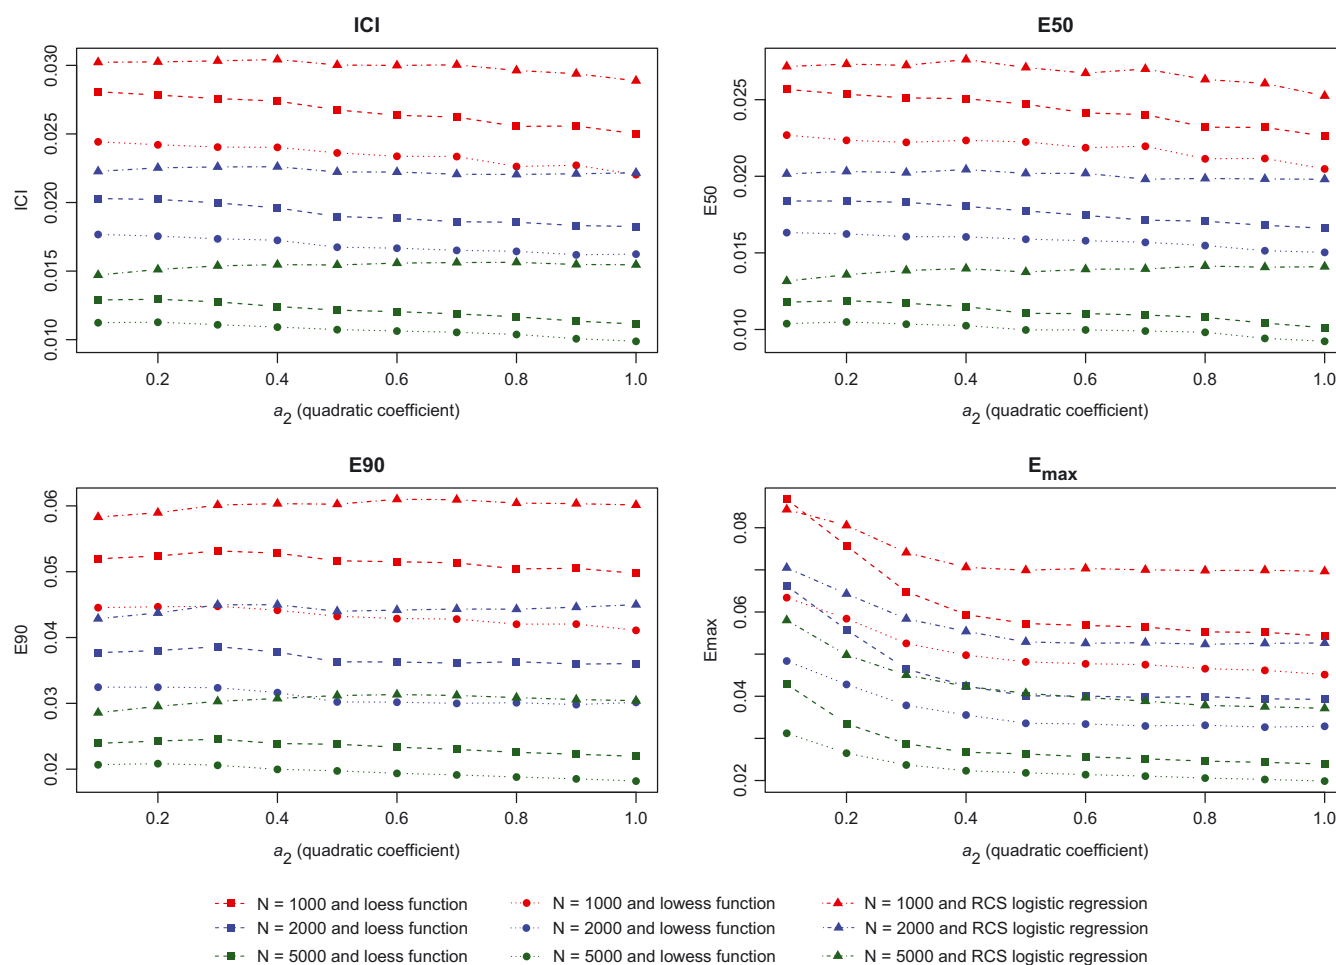 ICI
ICI
0.030
0.025
0.020
0.015
0.010
0.2 0.4 0.6 0.8 1.0
a2 (quadratic coefficient)
E50
E50
0.025
0.020
0.015
0.010
0.2 0.4 0.6 0.8 1.0
a2 (quadratic coefficient)
E90
E90
0.06
0.05
0.04
0.03
0.02
0.2 0.4 0.6 0.8 1.0
a2 (quadratic coefficient)
Emax
Emax
0.08
0.06
0.04
0.02
0.2 0.4 0.6 0.8 1.0
a2 (quadratic coefficient)
N = 1000 and loess function
N = 2000 and loess function
N = 5000 and loess function
N = 1000 and lowess function
N = 2000 and lowess function
N = 5000 and lowess function
N = 1000 and RCS logistic regression
N = 2000 and RCS logistic regression
N = 5000 and RCS logistic regression